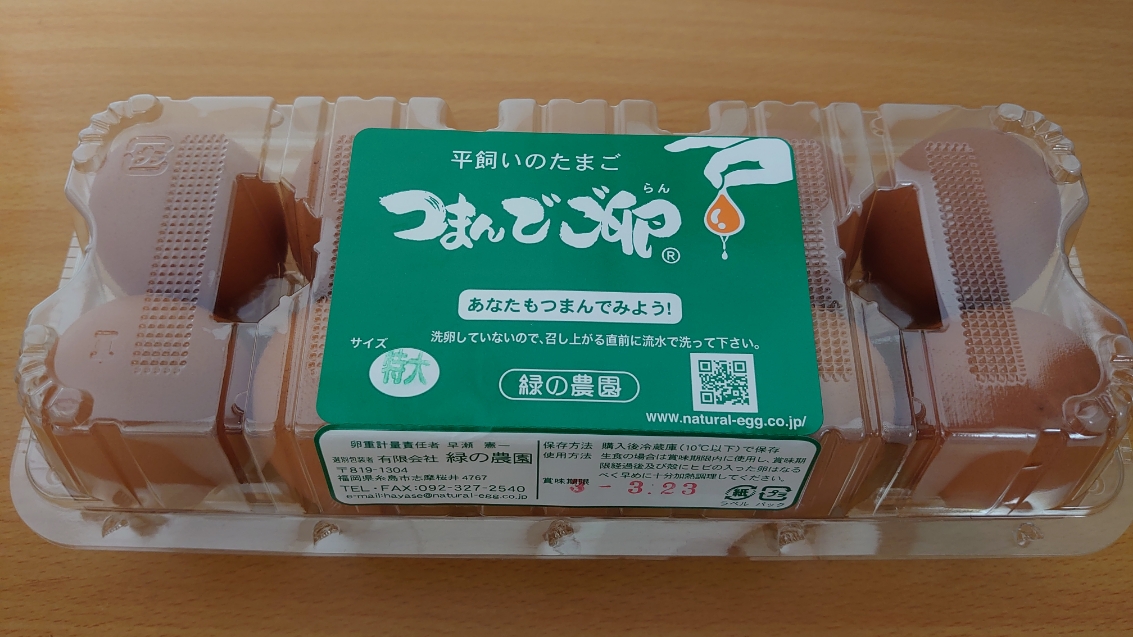 平飼いのたまご
らん
つまんでご卵®
あなたもつまんでみよう!
洗卵していないので、召し上がる直前に流水で洗って下さい。
サイズ
特大
緑の農園
www.natural-egg.co.jp/
卵重計量責任者 早瀬 憲一
選別包装者 有限会社 緑の農園
〒819-1304
福岡県糸島市志摩桜井4767
TEL・FAX:092-327-2540
e-mail:hayase@natural-egg.co.jp
保存方法 購入後冷蔵庫(10℃以下)で保存
使用方法 生食の場合は賞味期限内に使用し、賞味期
限経過後及び殻にヒビの入った卵はなる
べく早めに十分加熱調理してください。
賞味期限 - 3.23
紙 プラ
ラベル パック